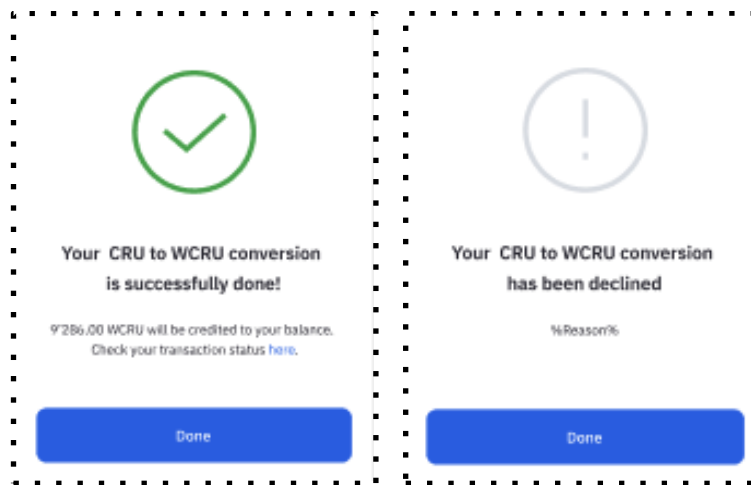 Your CRU to WCRU conversion
is successfully done!
9'286.00 WCRU will be credited to your balance.
Check your transaction status here.
Done
Your CRU to WCRU conversion
has been declined
%Reason%
Done